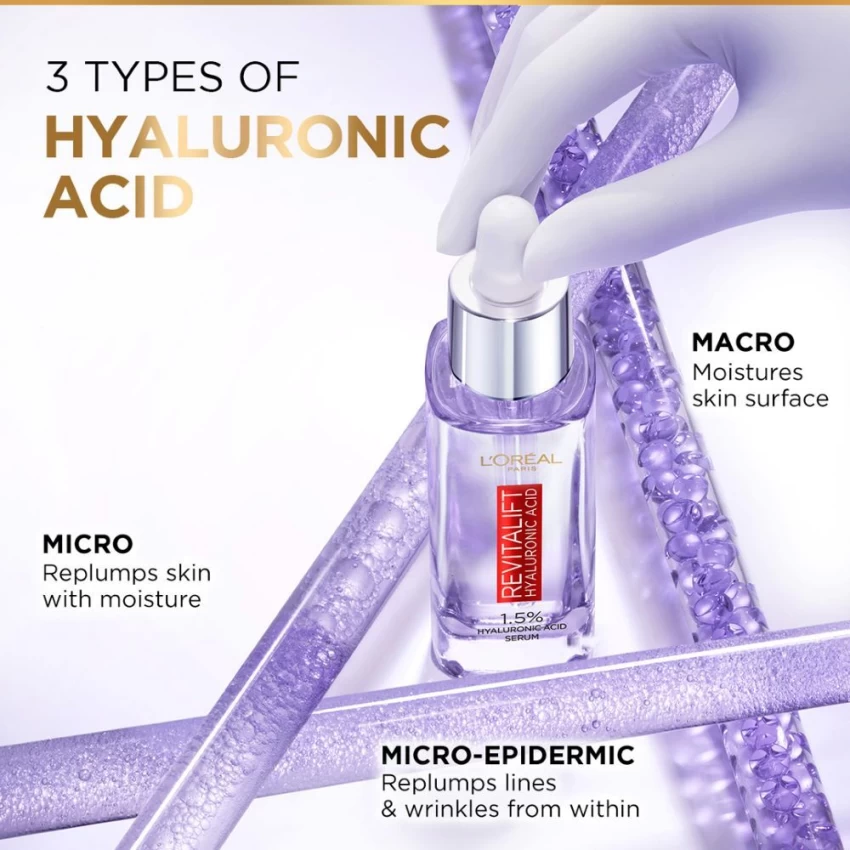 3 TYPES OF
HYALURONIC
ACID
MACRO
Moistures
skin surface
L'ORÉAL
PARIS
REVITALIFT
HYALURONIC ACID
1.5%
HYALURONIC ACID
SERUM
MICRO
Replumps skin
with moisture
MICRO-EPIDERMIC
Replumps lines
& wrinkles from within